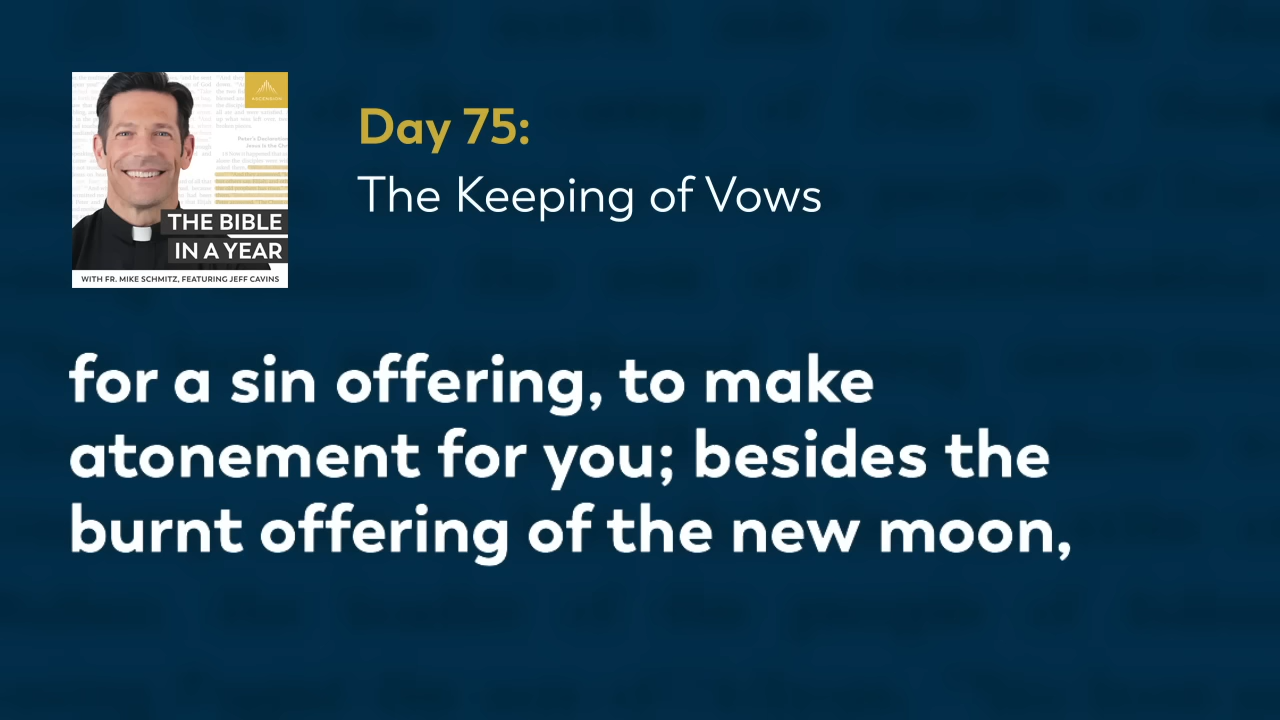 Day 75:
The Keeping of Vows
THE BIBLE
IN A YEAR
WITH FR. MIKE SCHMITZ, FEATURING JEFF CAVINS
for a sin offering, to make
atonement for you; besides the
burnt offering of the new moon,